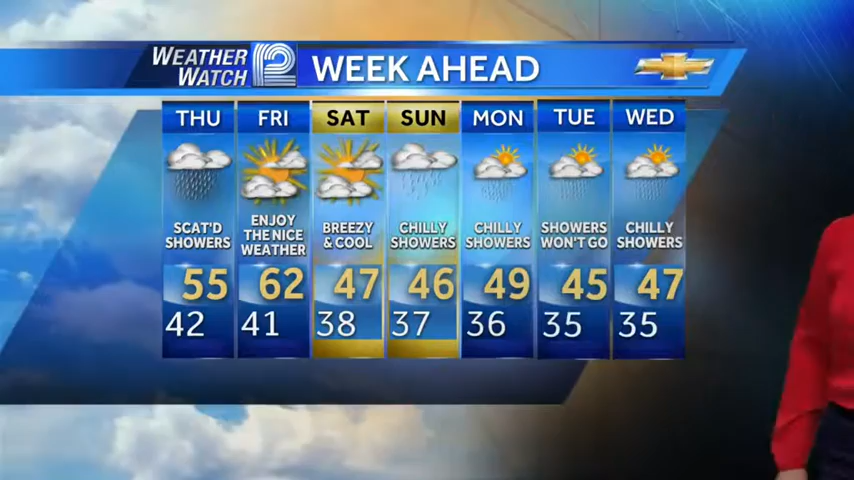 WEATHER
WATCH 12
WEEK AHEAD
THU
SCAT'D
SHOWERS
55
42
FRI
ENJOY
THE NICE
WEATHER
62
41
SAT
BREEZY
& COOL
47
38
SUN
CHILLY
SHOWERS
46
37
MON
CHILLY
SHOWERS
49
36
TUE
SHOWERS
WON'T GO
45
35
WED
CHILLY
SHOWERS
47
35